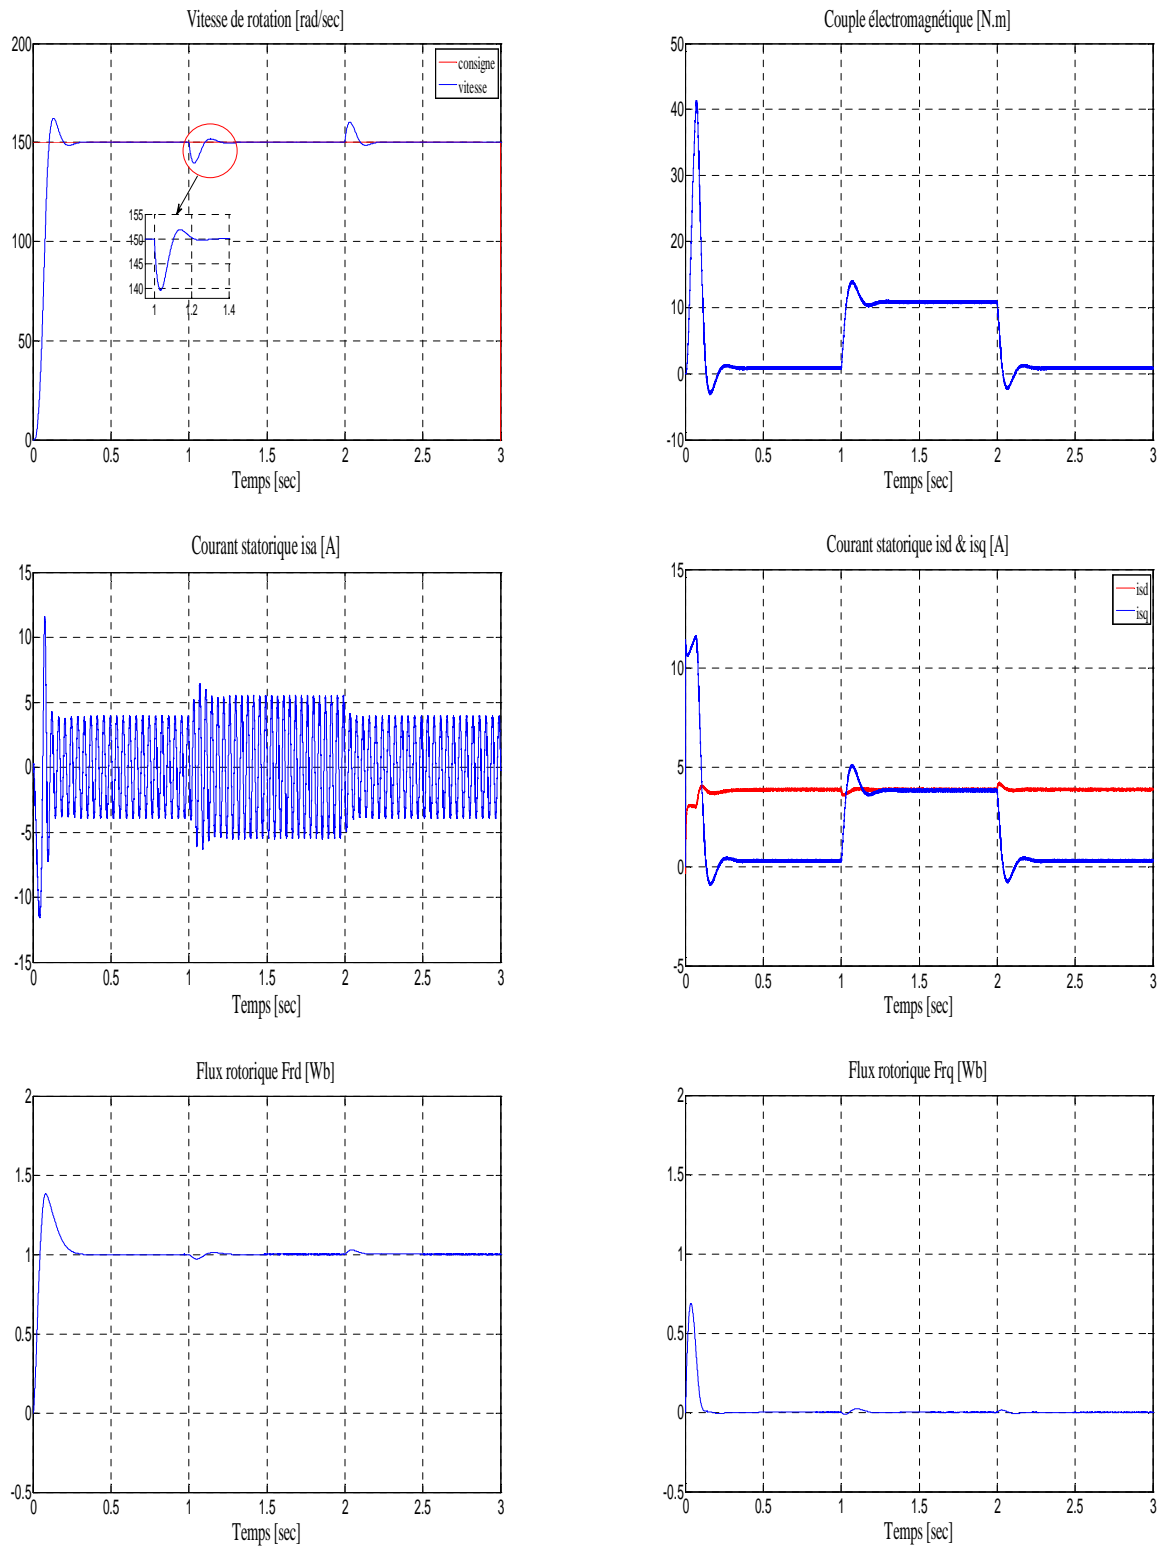 Vitesse de rotation [rad/sec]
200
150
100
50
0
consigne
vitesse
155
150
145
140
1 1.2 1.4
0 0.5 1 1.5 2 2.5 3
Temps [sec]
Couple électromagnétique [N.m]
50
40
30
20
10
0
-10
0 0.5 1 1.5 2 2.5 3
Temps [sec]
Courant statorique isa [A]
15
10
5
0
-5
-10
-15
0 0.5 1 1.5 2 2.5 3
Temps [sec]
Courant statorique isd & isq [A]
15
10
5
0
-5
isd
isq
0 0.5 1 1.5 2 2.5 3
Temps [sec]
Flux rotorique Frd [Wb]
2
1.5
1
0.5
0
-0.5
0 0.5 1 1.5 2 2.5 3
Temps [sec]
Flux rotorique Frq [Wb]
2
1.5
1
0.5
0
-0.5
0 0.5 1 1.5 2 2.5 3
Temps [sec]